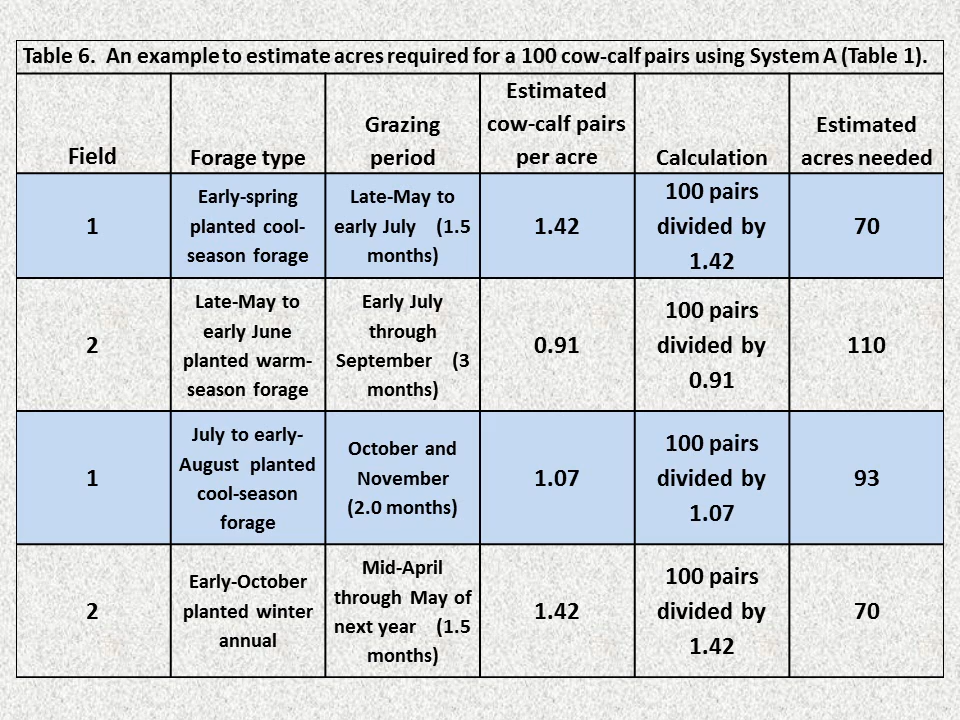 Table 6. An example to estimate acres required for a 100 cow-calf pairs using System A (Table 1).
Field
Forage type
Grazing
period
Estimated
cow-calf pairs
per acre
Calculation
Estimated
acres needed
1
Early-spring
planted cool-
season forage
Late-May to
early July (1.5
months)
1.42
100 pairs
divided by
1.42
70
2
Late-May to
early June
planted warm-
season forage
Early July
through
September (3
months)
0.91
100 pairs
divided by
0.91
110
1
July to early-
August planted
cool-season
forage
October and
November
(2.0 months)
1.07
100 pairs
divided by
1.07
93
2
Early-October
planted winter
annual
Mid-April
through May of
next year (1.5
months)
1.42
100 pairs
divided by
1.42
70